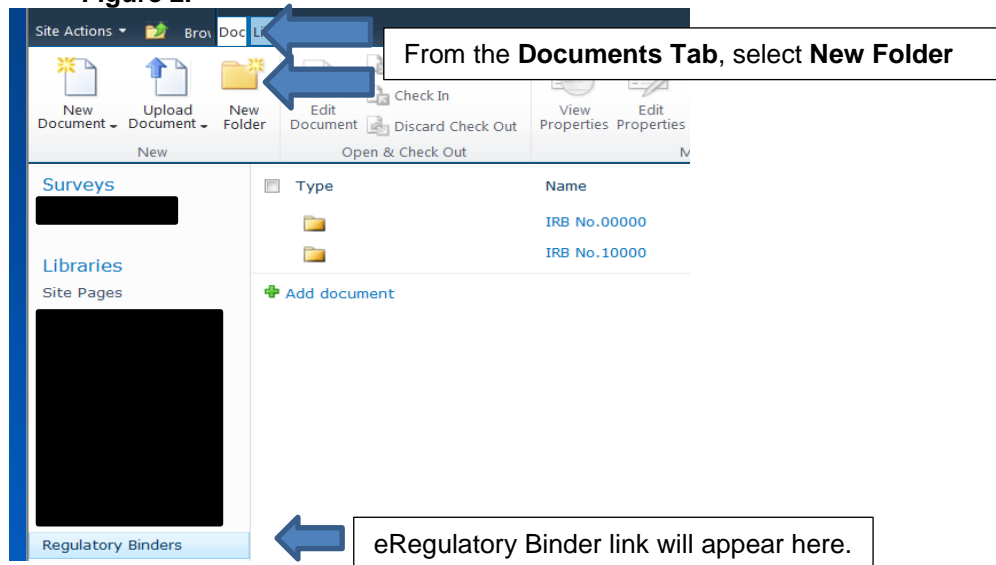 Figure 2.
Site Actions
Doc
From the Documents Tab, select New Folder
New Document
Upload Document
New Folder
Edit Document
Check In
Discard Check Out
View Properties
Edit Properties
New
Open & Check Out
Surveys
Type
Name
IRB No.00000
IRB No.10000
Libraries
Site Pages
Add document
Regulatory Binders
eRegulatory Binder link will appear here.